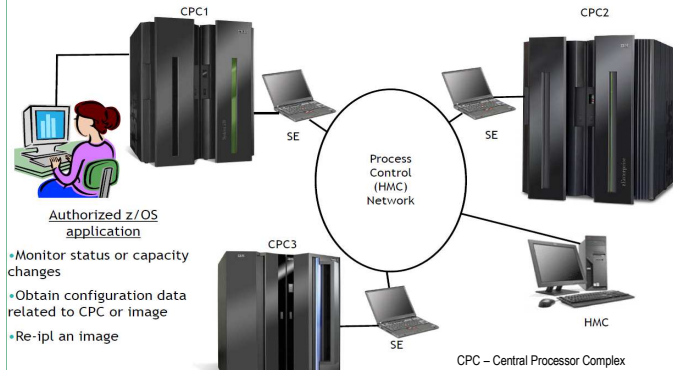 CPC1
CPC2
SE
SE
Process
Control
(HMC)
Network
Authorized z/OS
application
•Monitor status or capacity
changes
•Obtain configuration data
related to CPC or image
•Re-ipl an image
CPC3
SE
HMC
CPC – Central Processor Complex